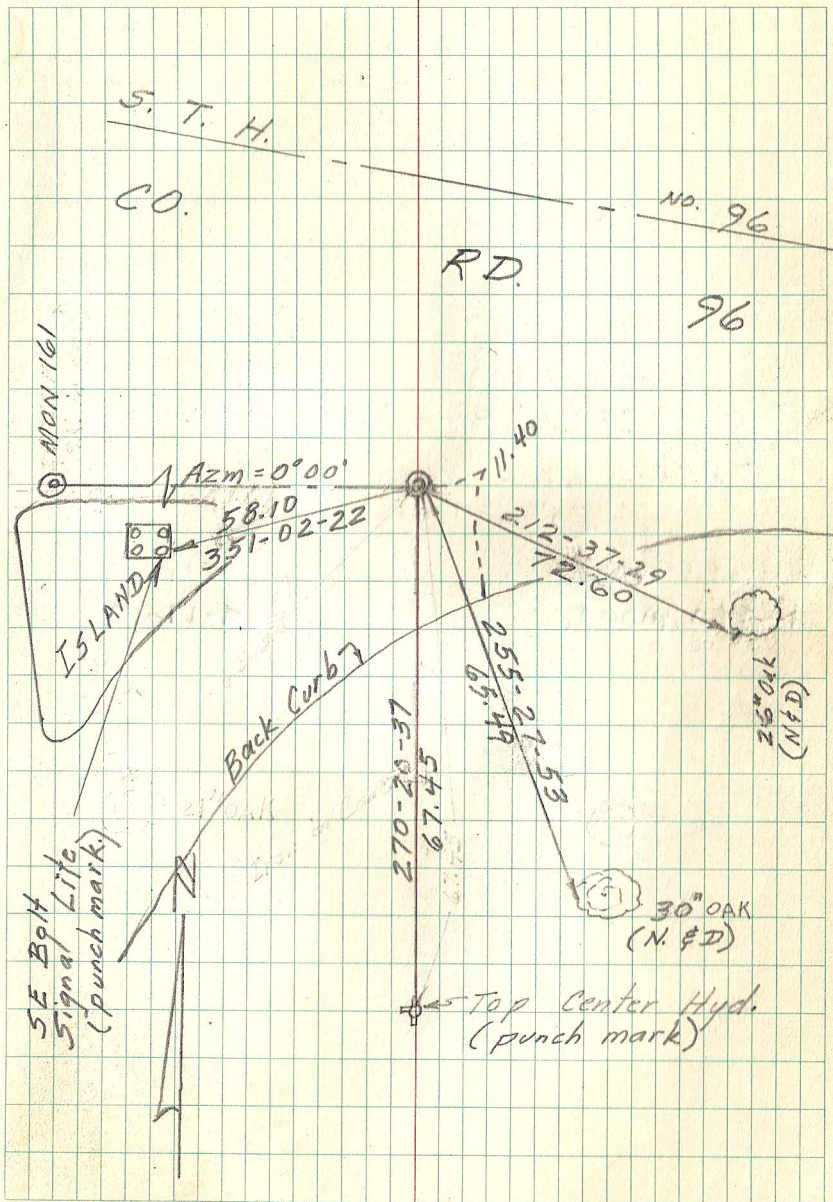 S. T. H.
NO. 96
CO.
RD.
96
MON 161
Azm = 0°00'
11.40
58.10
351-02-22
212-37-29
72.60
ISLAND
26" Oak
(N & D)
Back Curb
255-27-53
65.49
270-20-37
67.45
30" OAK
(N. & D)
SE Bolt
Signal Lite
(punch mark)
Top Center Hyd.
(punch mark)